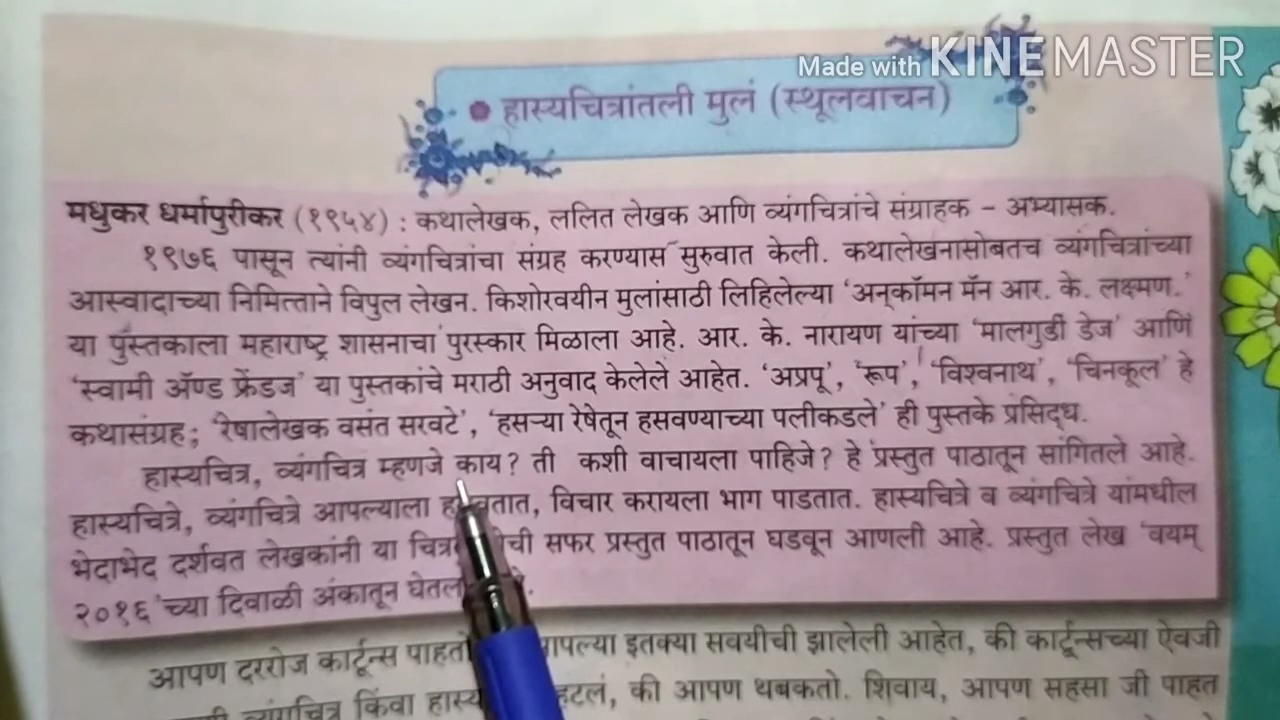 Made with KINEMASTER
हास्यचित्रांतली मुलं (स्थूलवाचन)
मधुकर धर्मापुरीकर (१९५४) : कथालेखक, ललित लेखक आणि व्यंगचित्रांचे संग्राहक - अभ्यासक.
१९७६ पासून त्यांनी व्यंगचित्रांचा संग्रह करण्यास सुरुवात केली. कथालेखनासोबतच व्यंगचित्रांच्या
आस्वादाच्या निमित्ताने विपुल लेखन. किशोरवयीन मुलांसाठी लिहिलेल्या 'अन्कॉमन मॅन आर. के. लक्ष्मण.'
या पुस्तकाला महाराष्ट्र शासनाचा पुरस्कार मिळाला आहे. आर. के. नारायण यांच्या 'मालगुडी डेज' आणि
'स्वामी ॲण्ड फ्रेंडज' या पुस्तकांचे मराठी अनुवाद केलेले आहेत. 'अप्रपू', 'रूप', 'विश्वनाथ', 'चिनकूल' हे
कथासंग्रह; 'रेषालेखक वसंत सरवटे', 'हसऱ्या रेषेतून हसवण्याच्या पलीकडले' ही पुस्तके प्रसिद्ध.
हास्यचित्र, व्यंगचित्र म्हणजे काय? ती कशी वाचायला पाहिजे? हे प्रस्तुत पाठातून सांगितले आहे.
हास्यचित्रे, व्यंगचित्रे आपल्याला विचार करायला भाग पाडतात. हास्यचित्रे व व्यंगचित्रे यांमधील
भेदाभेद दर्शवत लेखकांनी या सफर प्रस्तुत पाठातून घडवून आणली आहे. प्रस्तुत लेख 'वयम्
२०१६'च्या दिवाळी अंकातून
आपण दररोज कार्टून्स इतक्या सवयीची झालेली आहेत, की कार्टून्सच्या ऐवजी
व्यंगचित्र किंवा की आपण थबकतो. शिवाय, आपण सहसा जी पाहत